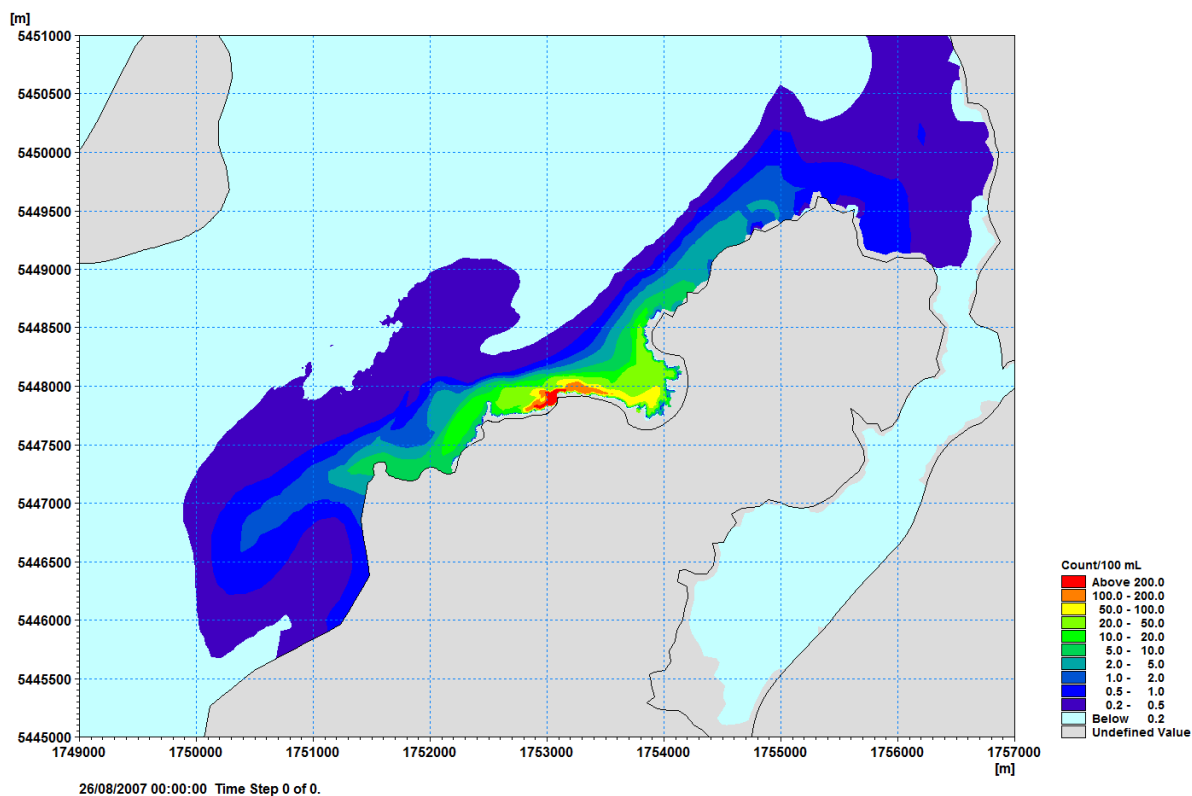 [m]
5451000
5450500
5450000
5449500
5449000
5448500
5448000
5447500
5447000
5446500
5446000
5445500
5445000
1749000 1750000 1751000 1752000 1753000 1754000 1755000 1756000 1757000
[m]
Count/100 mL
Above 200.0
100.0 - 200.0
50.0 - 100.0
20.0 - 50.0
10.0 - 20.0
5.0 - 10.0
2.0 - 5.0
1.0 - 2.0
0.5 - 1.0
0.2 - 0.5
Below 0.2
Undefined Value
26/08/2007 00:00:00 Time Step 0 of 0.